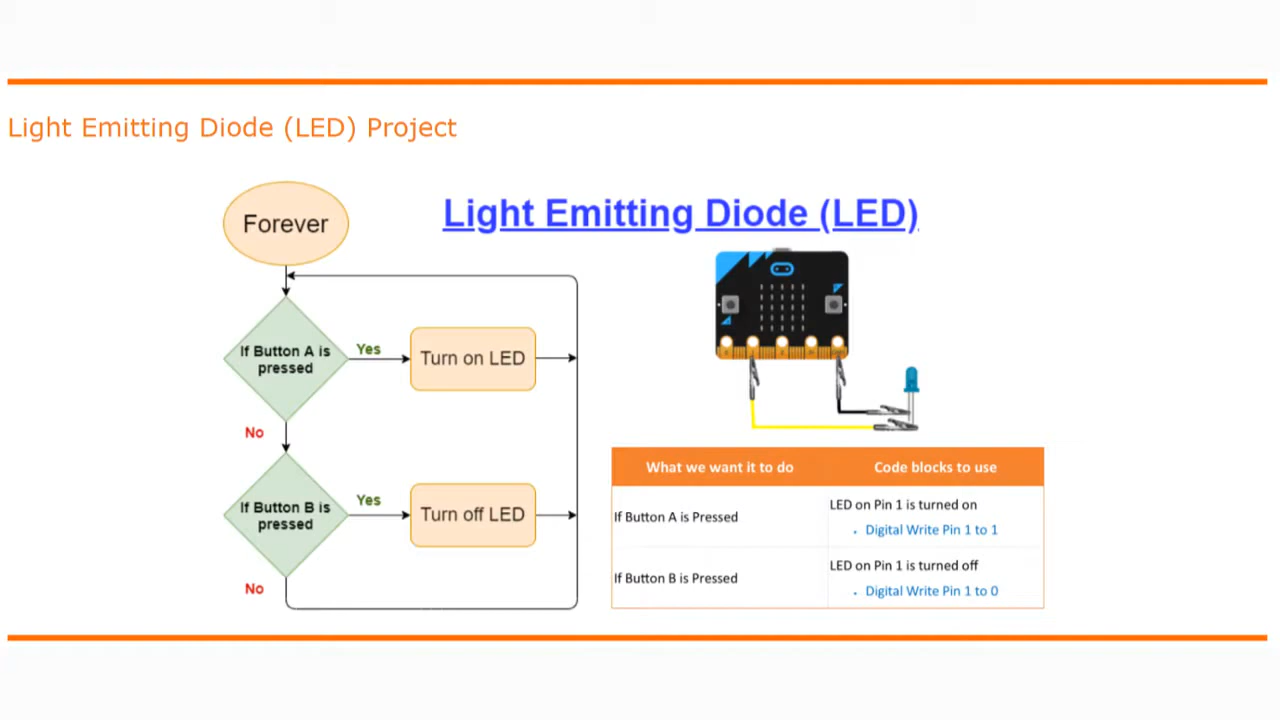 Light Emitting Diode (LED) Project
Light Emitting Diode (LED)
Forever
If Button A is
pressed
Yes
Turn on LED
No
If Button B is
pressed
Yes
Turn off LED
No
What we want it to do
Code blocks to use
If Button A is Pressed
LED on Pin 1 is turned on
• Digital Write Pin 1 to 1
If Button B is Pressed
LED on Pin 1 is turned off
• Digital Write Pin 1 to 0